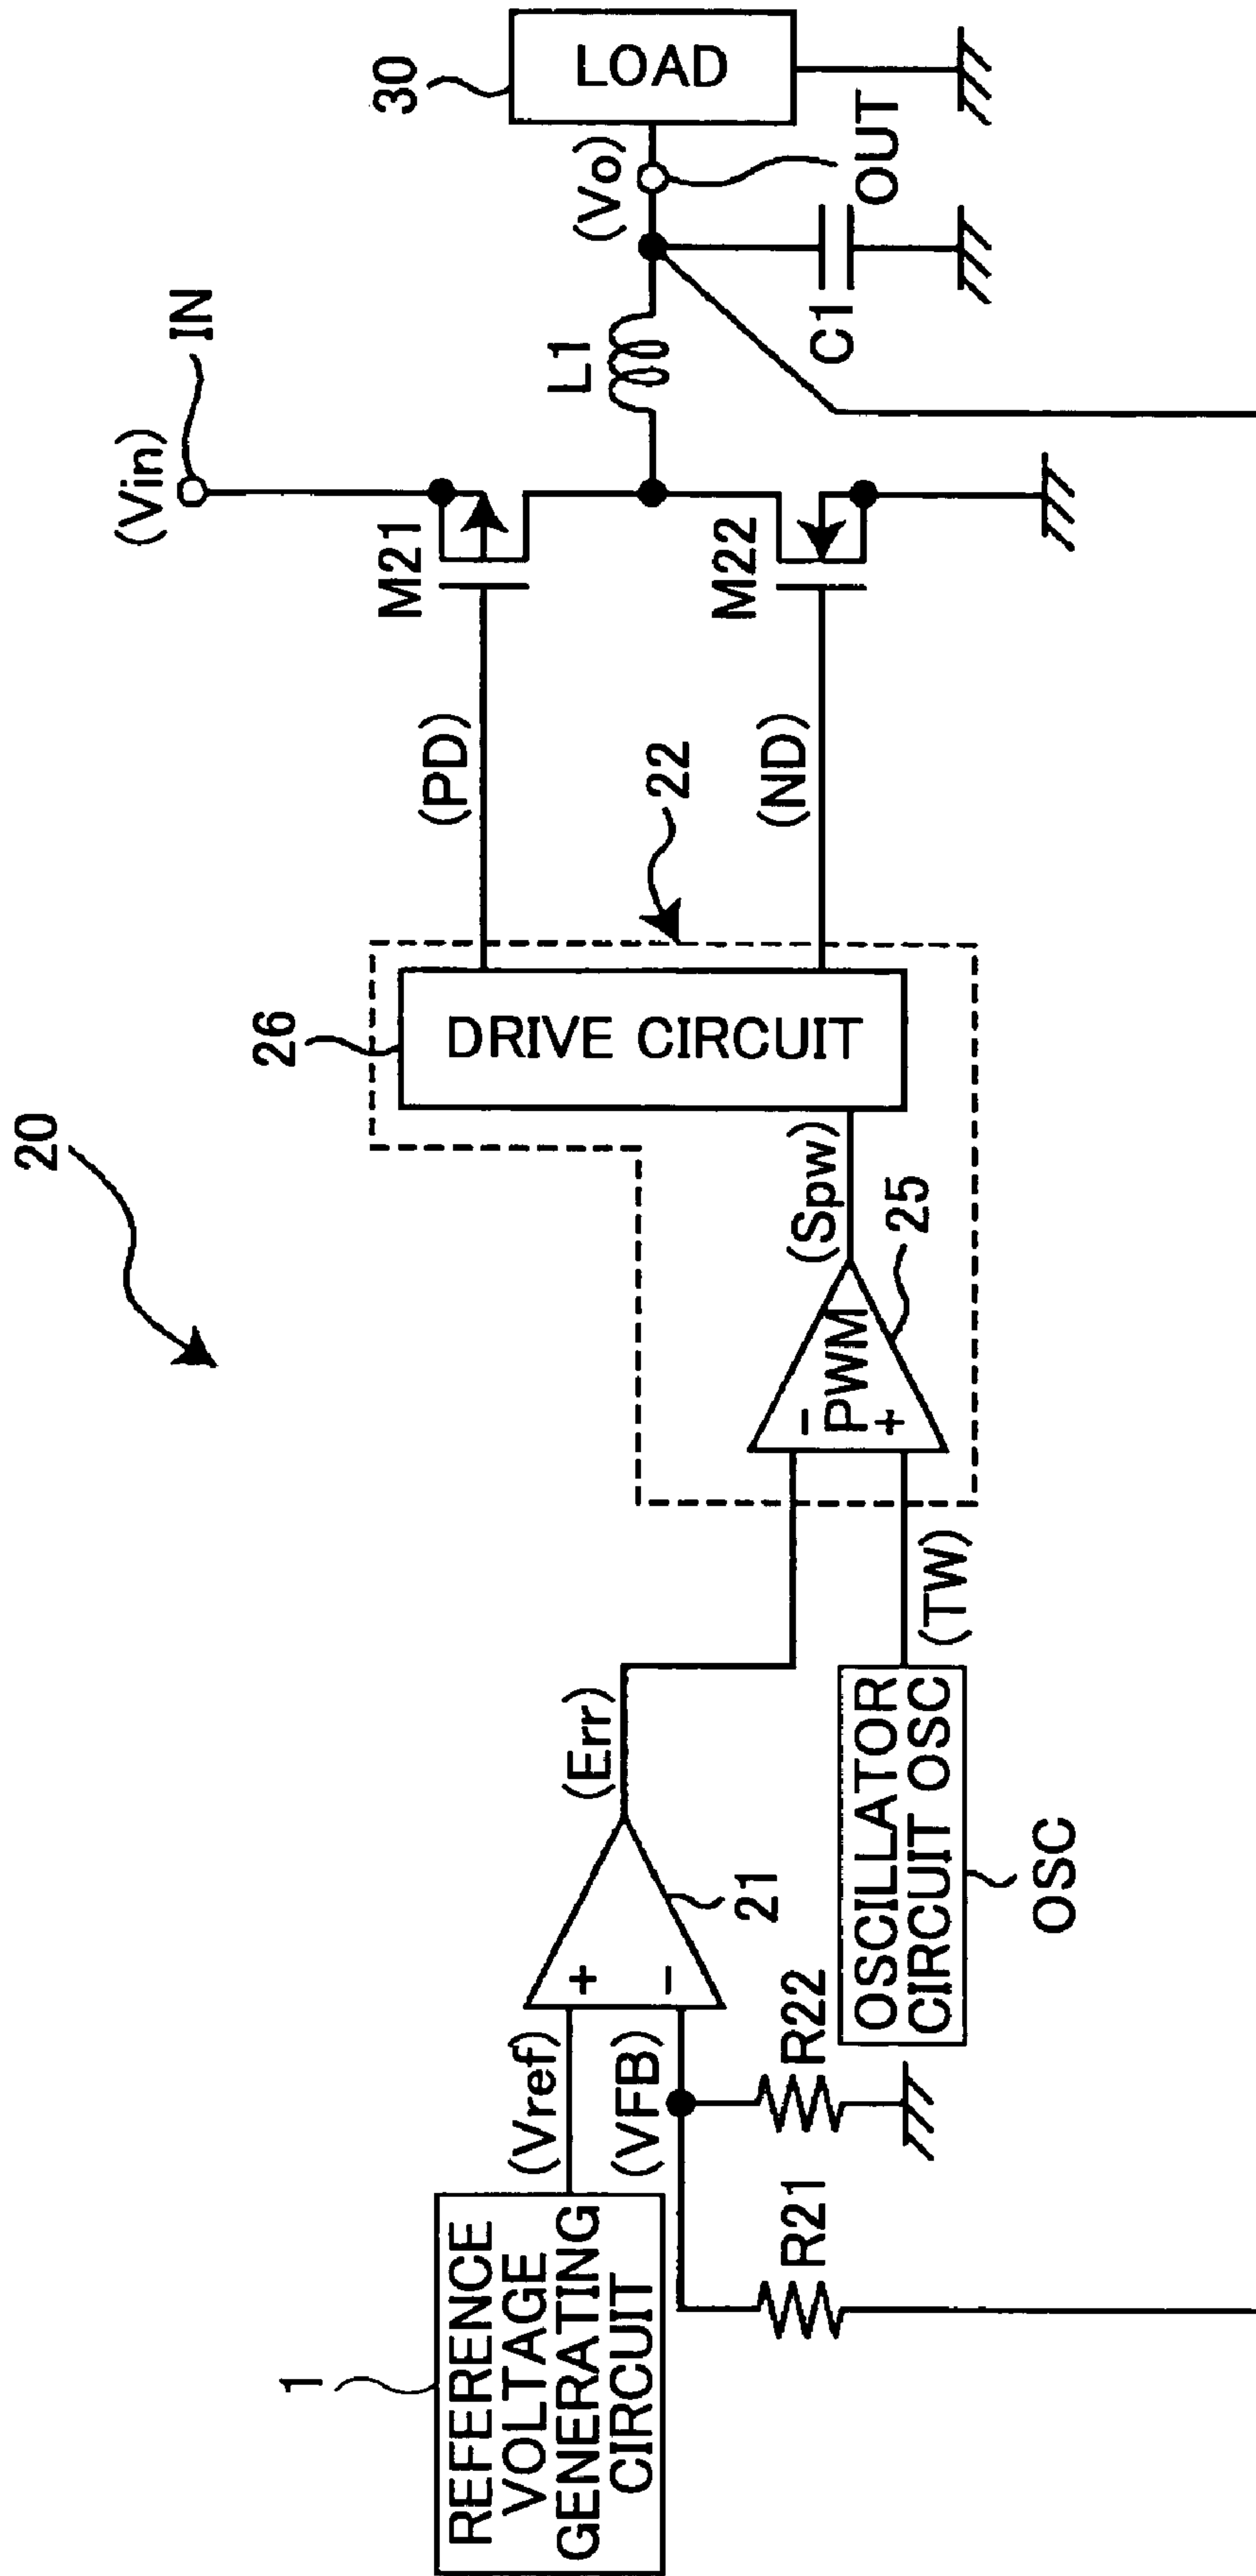 20
1
REFERENCE
VOLTAGE
GENERATING
CIRCUIT
(Vref)
(VFB)
+
−
21
(Err)
R21
R22
OSCILLATOR
CIRCUIT OSC
OSC
(TW)
−
PWM
+
25
(Spw)
26
DRIVE CIRCUIT
22
(PD)
(ND)
(Vin)
IN
M21
M22
L1
C1
(Vo)
OUT
30
LOAD